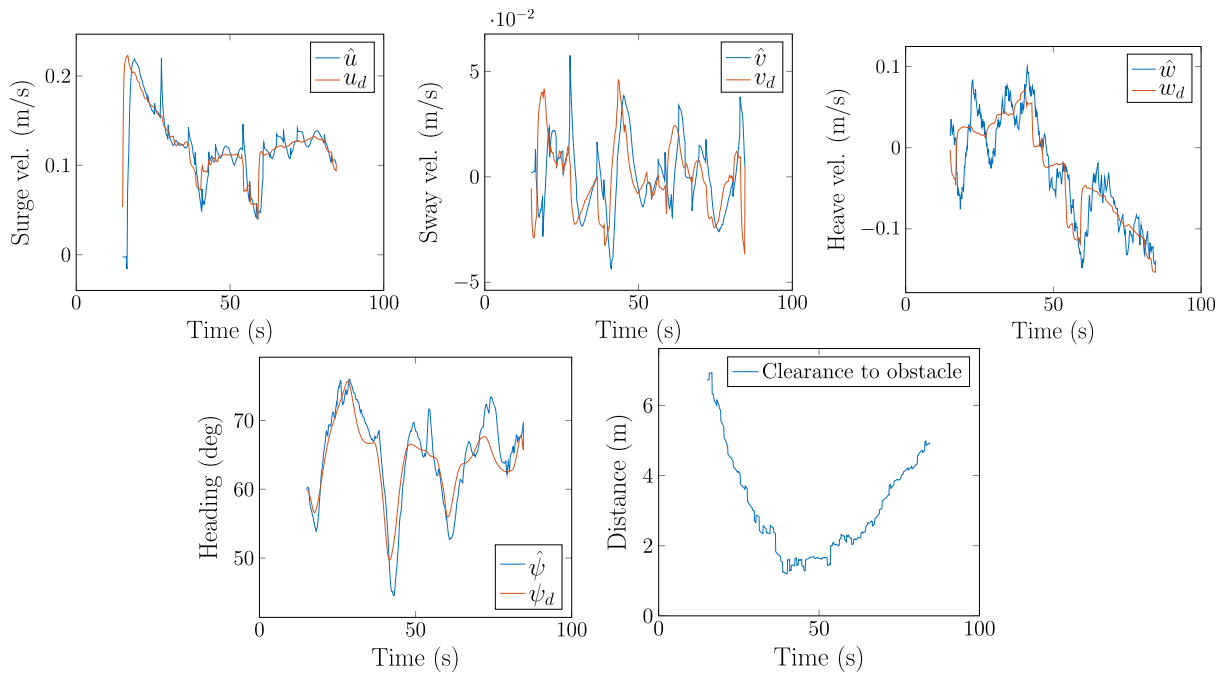 0.2
0.1
0
0
50
100
Surge vel. (m/s)
Time (s)
û
u_d
·10⁻²
5
0
−5
0
50
100
Sway vel. (m/s)
Time (s)
v̂
v_d
0.1
0
−0.1
0
50
100
Heave vel. (m/s)
Time (s)
ŵ
w_d
70
60
50
0
50
100
Heading (deg)
Time (s)
ψ̂
ψ_d
6
4
2
0
0
50
100
Distance (m)
Time (s)
Clearance to obstacle